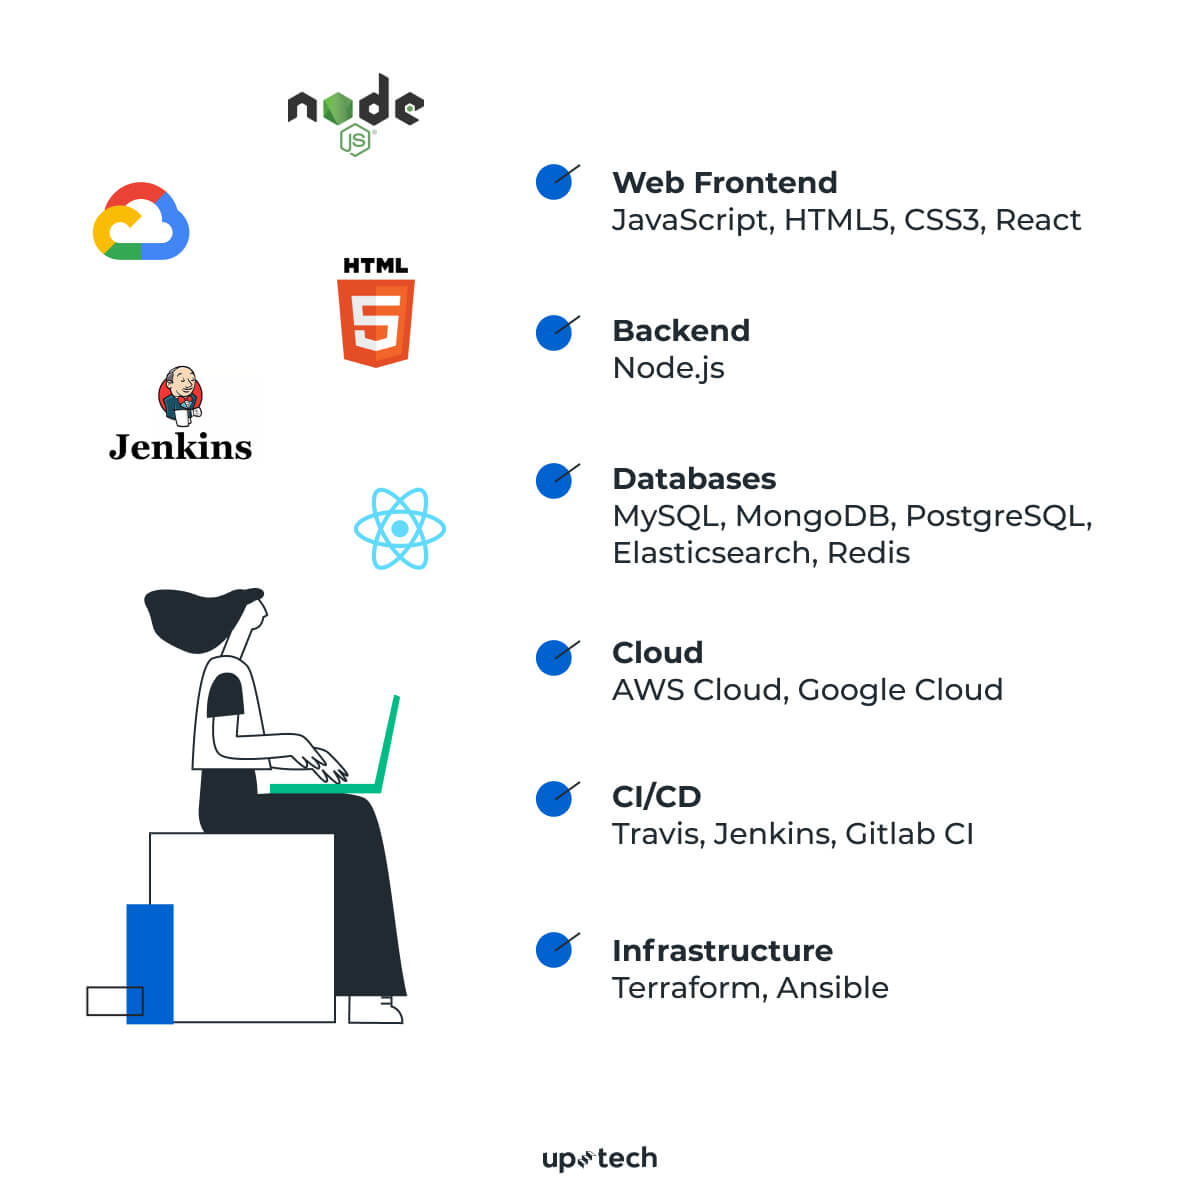 node
JS
HTML
5
Jenkins
Web Frontend
JavaScript, HTML5, CSS3, React
Backend
Node.js
Databases
MySQL, MongoDB, PostgreSQL,
Elasticsearch, Redis
Cloud
AWS Cloud, Google Cloud
CI/CD
Travis, Jenkins, Gitlab CI
Infrastructure
Terraform, Ansible
uptech